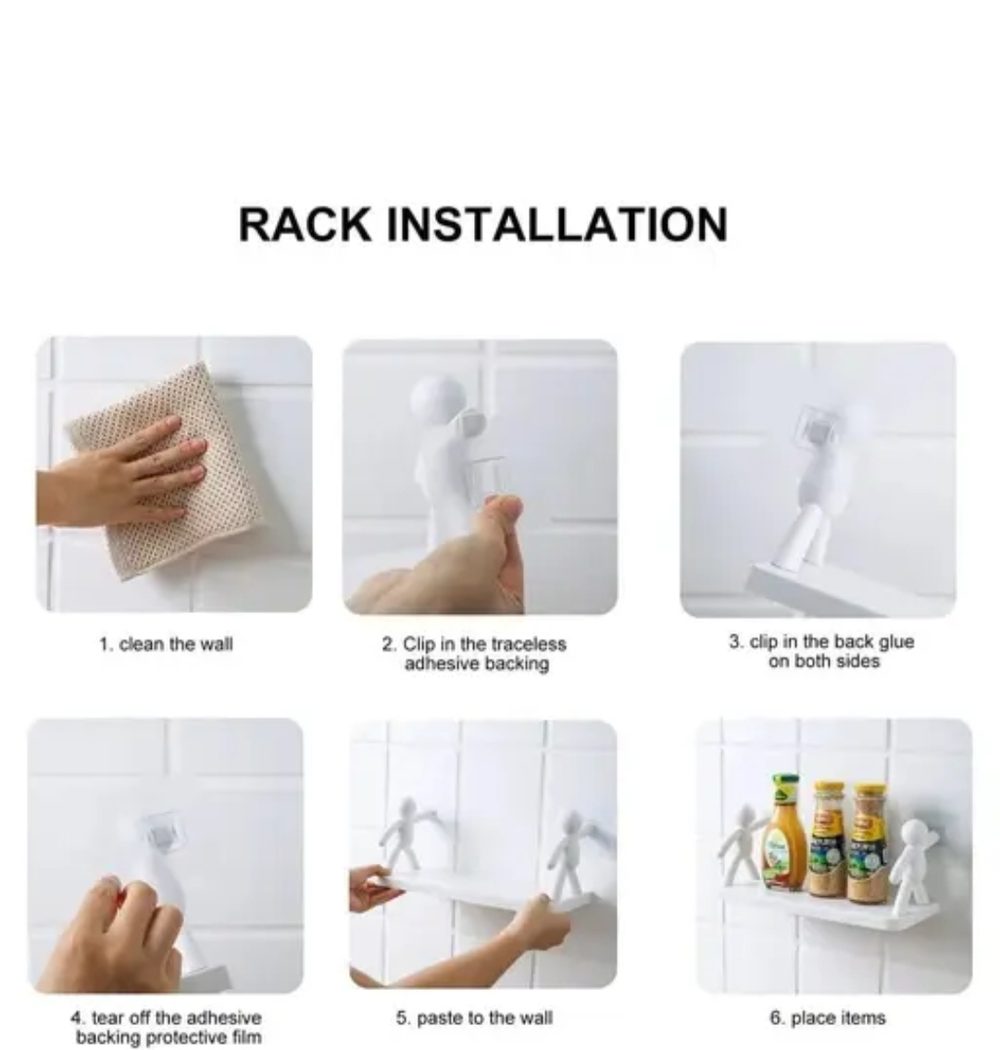 RACK INSTALLATION
1. clean the wall
2. Clip in the traceless
adhesive backing
3. clip in the back glue
on both sides
4. tear off the adhesive
backing protective film
5. paste to the wall
6. place items